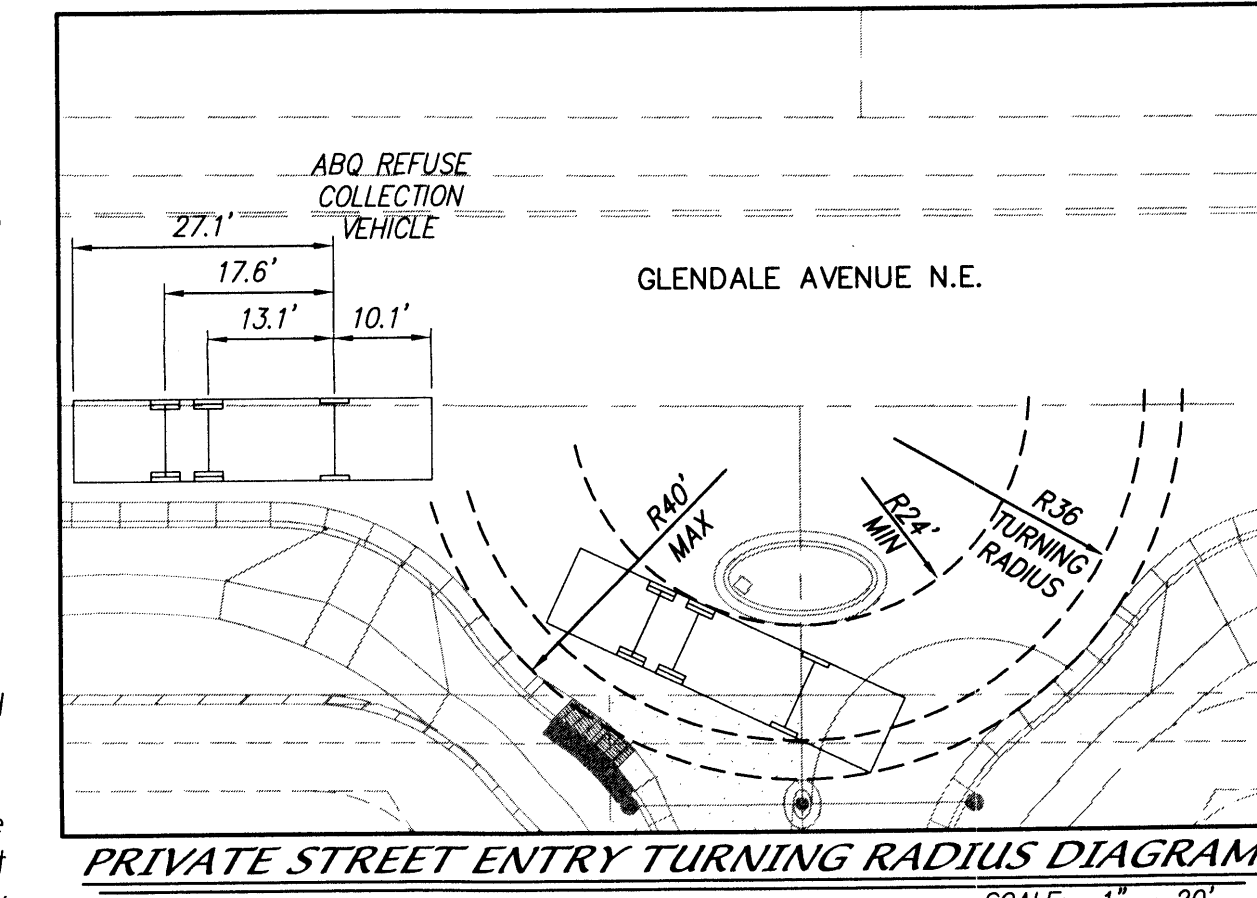 ABQ REFUSE
COLLECTION
VEHICLE
27.1'
17.6'
13.1'
10.1'
GLENDALE AVENUE N.E.
R40'
MAX
R24'
MIN
R36
TURNING
RADIUS
PRIVATE STREET ENTRY TURNING RADIUS DIAGRAM